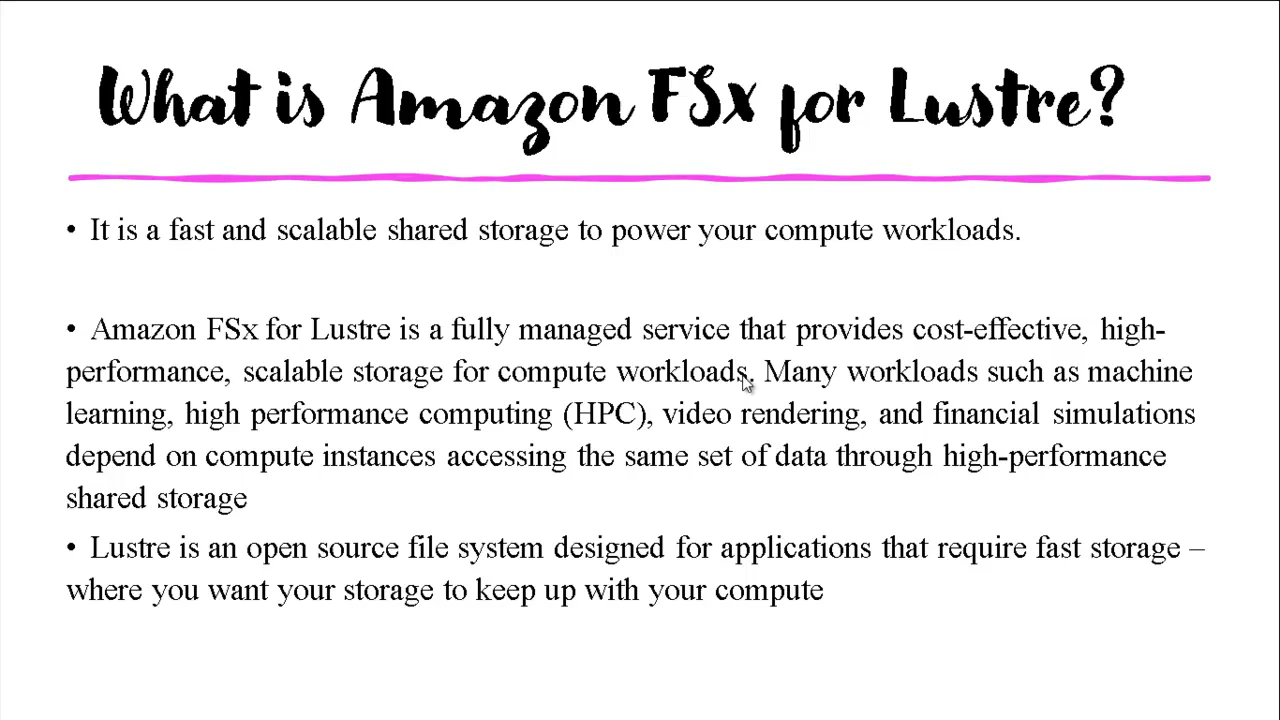 What is Amazon FSx for Lustre?
• It is a fast and scalable shared storage to power your compute workloads.
• Amazon FSx for Lustre is a fully managed service that provides cost-effective, high-
performance, scalable storage for compute workloads. Many workloads such as machine
learning, high performance computing (HPC), video rendering, and financial simulations
depend on compute instances accessing the same set of data through high-performance
shared storage
• Lustre is an open source file system designed for applications that require fast storage –
where you want your storage to keep up with your compute